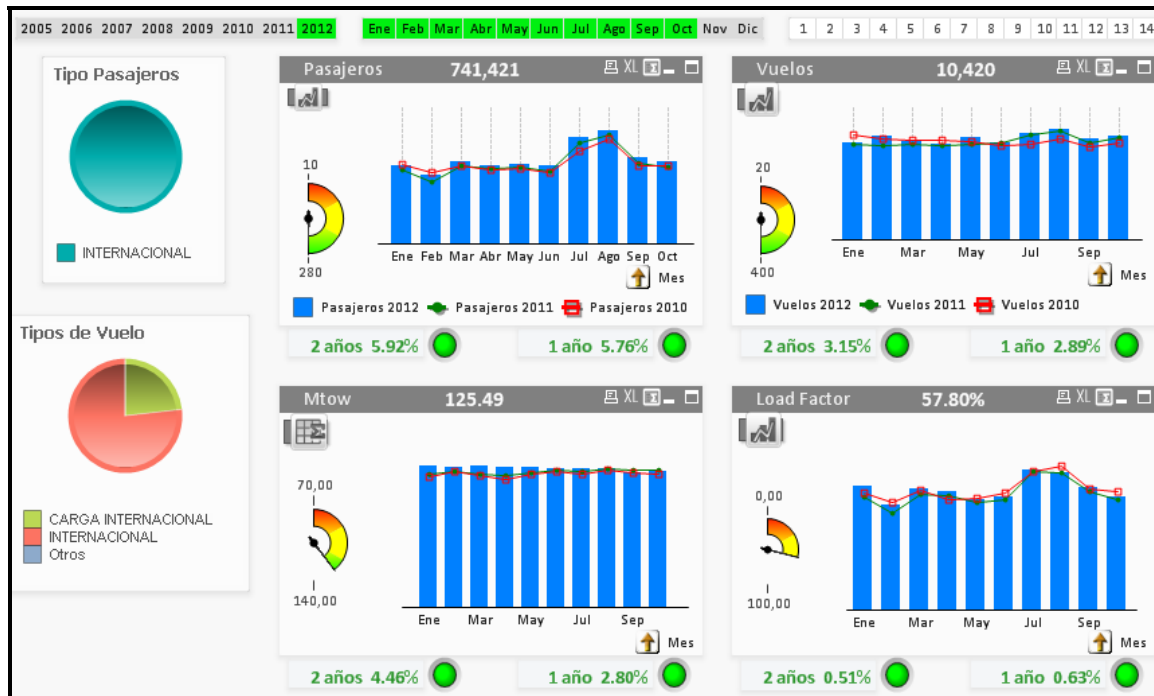 2005 2006 2007 2008 2009 2010 2011 2012 Ene Feb Mar Abr May Jun Jul Ago Sep Oct Nov Dic 1 2 3 4 5 6 7 8 9 10 11 12 13 14
Tipo Pasajeros
INTERNACIONAL
Tipos de Vuelo
CARGA INTERNACIONAL
INTERNACIONAL
Otros
Pasajeros 741,421 XL
10
280
Ene Feb Mar Abr May Jun Jul Ago Sep Oct
Mes
Pasajeros 2012 Pasajeros 2011 Pasajeros 2010
2 años 5.92% 1 año 5.76%
Vuelos 10,420 XL
20
400
Ene Mar May Jul Sep
Mes
Vuelos 2012 Vuelos 2011 Vuelos 2010
2 años 3.15% 1 año 2.89%
Mtow 125.49 XL
70,00
140,00
Ene Mar May Jul Sep
Mes
2 años 4.46% 1 año 2.80%
Load Factor 57.80% XL
0,00
100,00
Ene Mar May Jul Sep
Mes
2 años 0.51% 1 año 0.63%